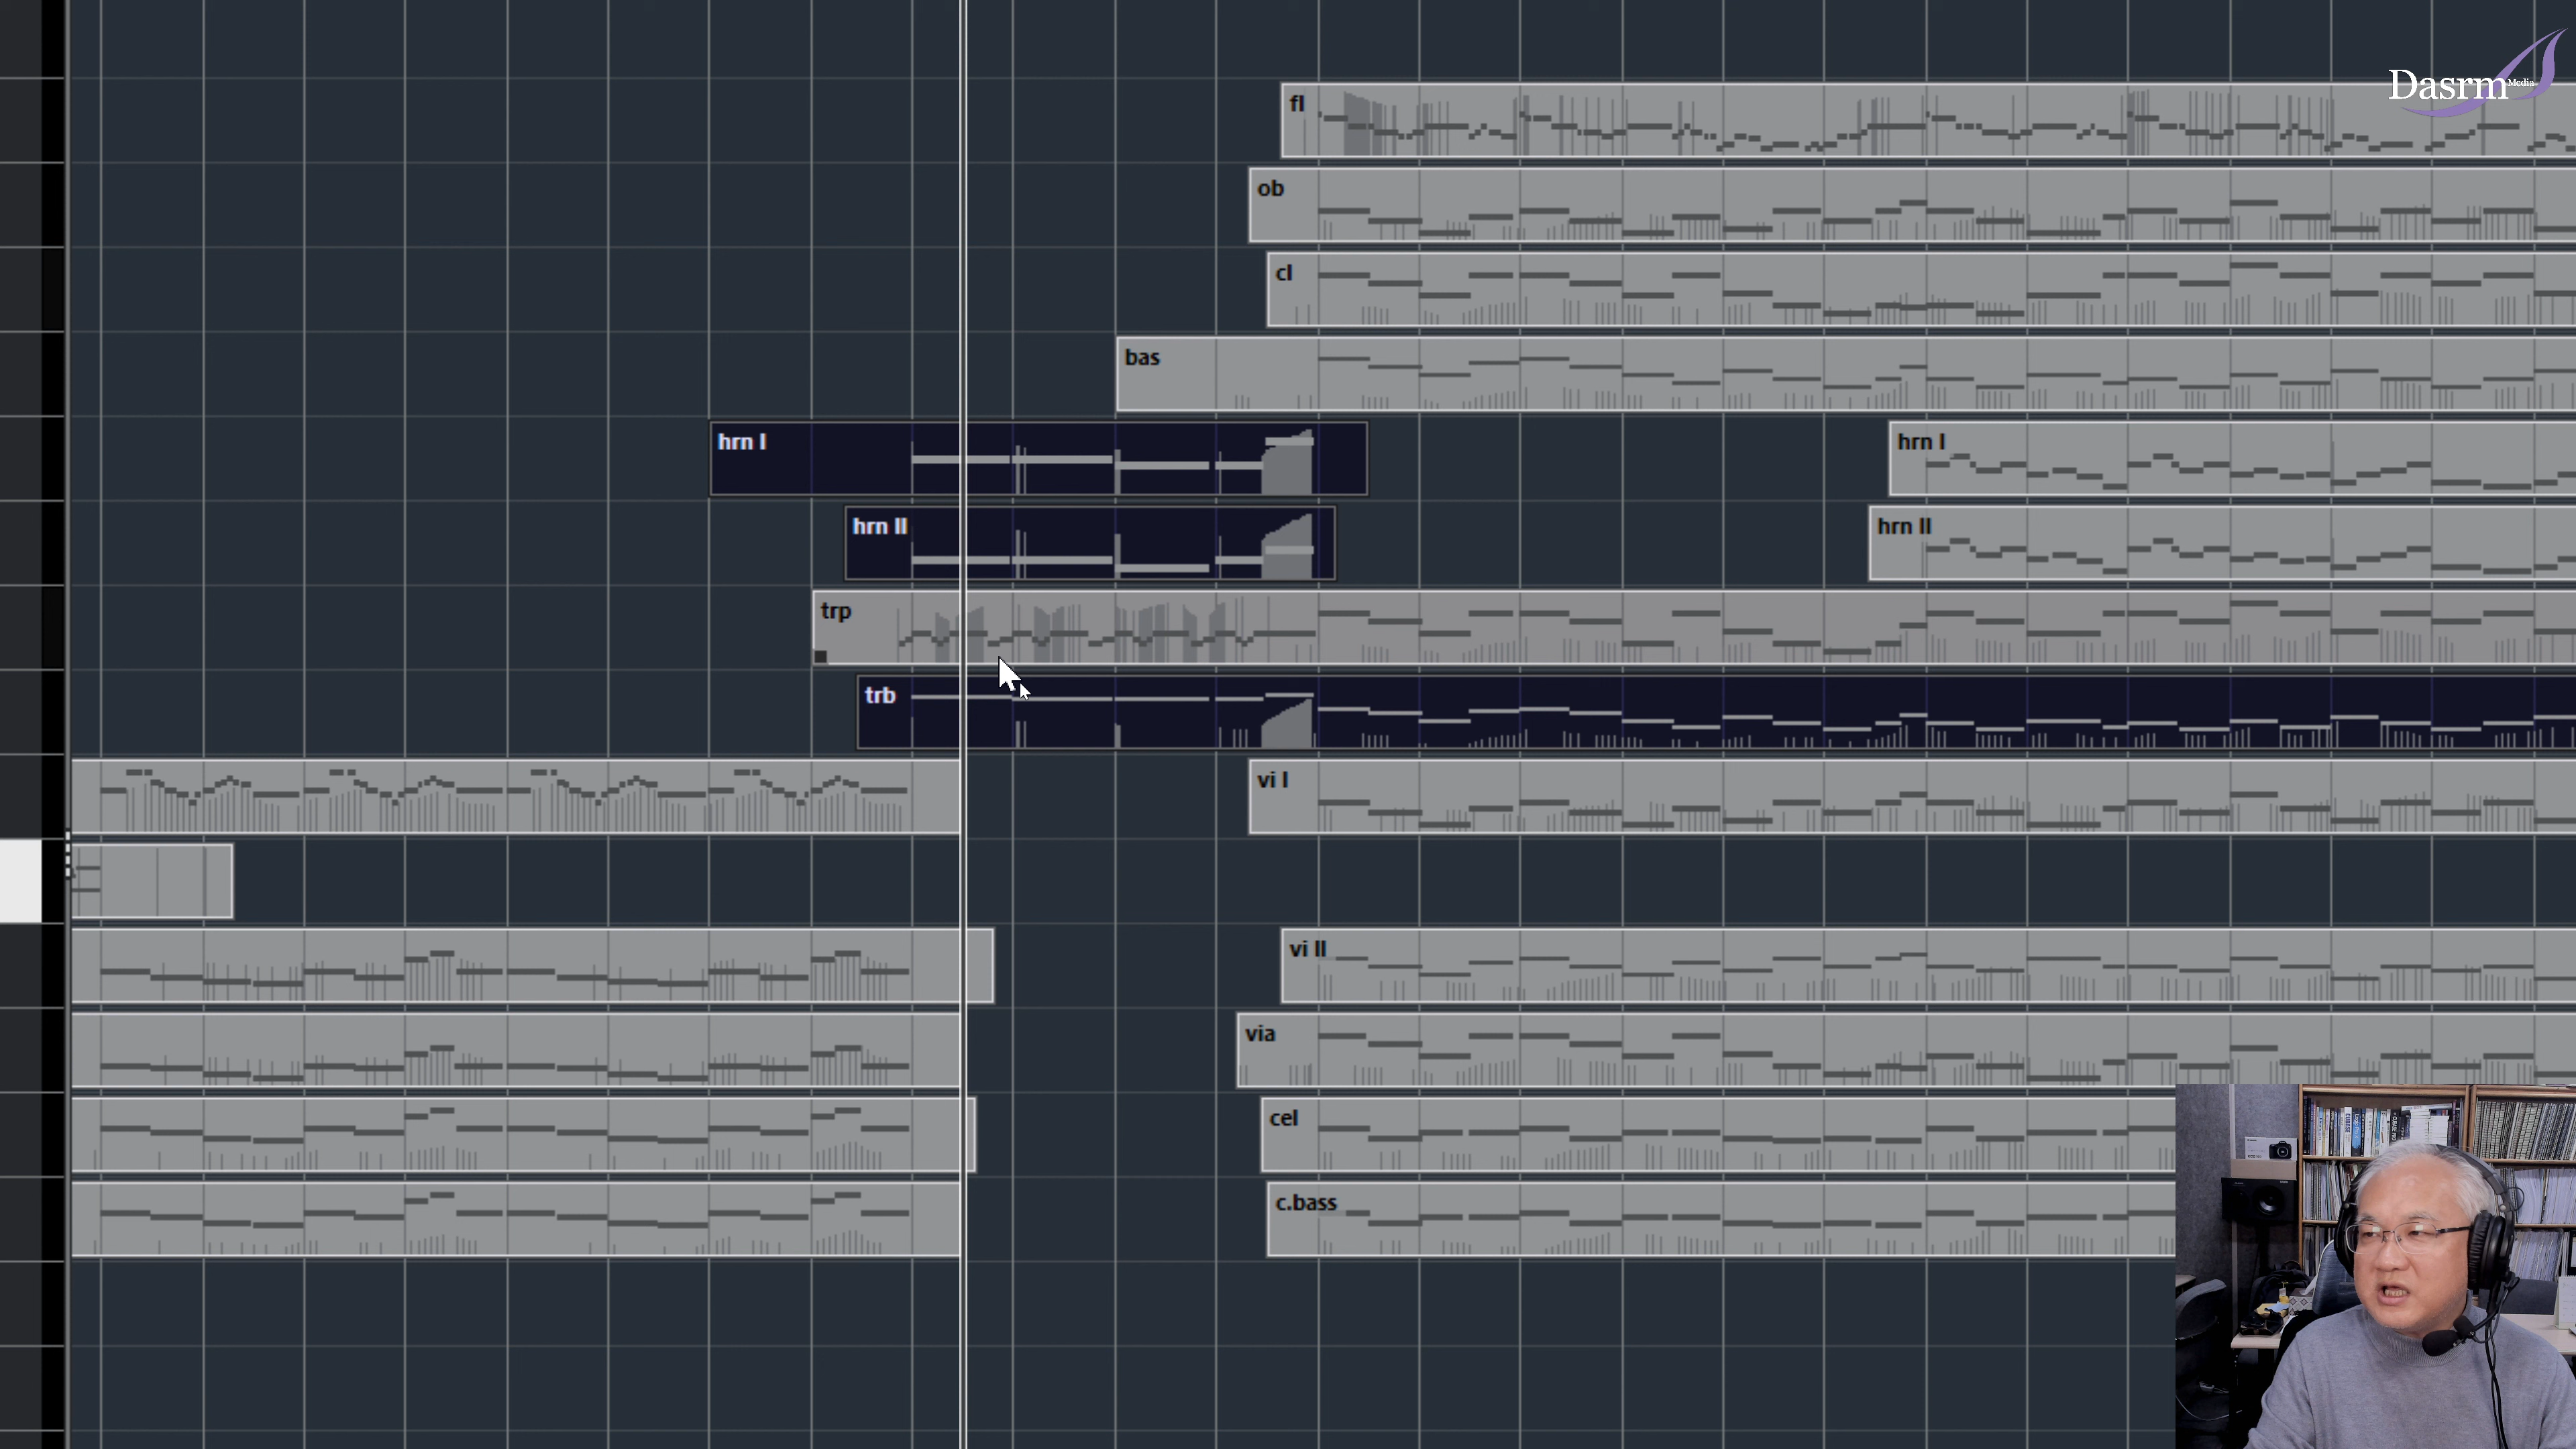 Dasrm Media
fl
ob
cl
bas
hrn I
hrn I
hrn II
hrn II
trp
trb
vi I
vi II
via
cel
c.bass